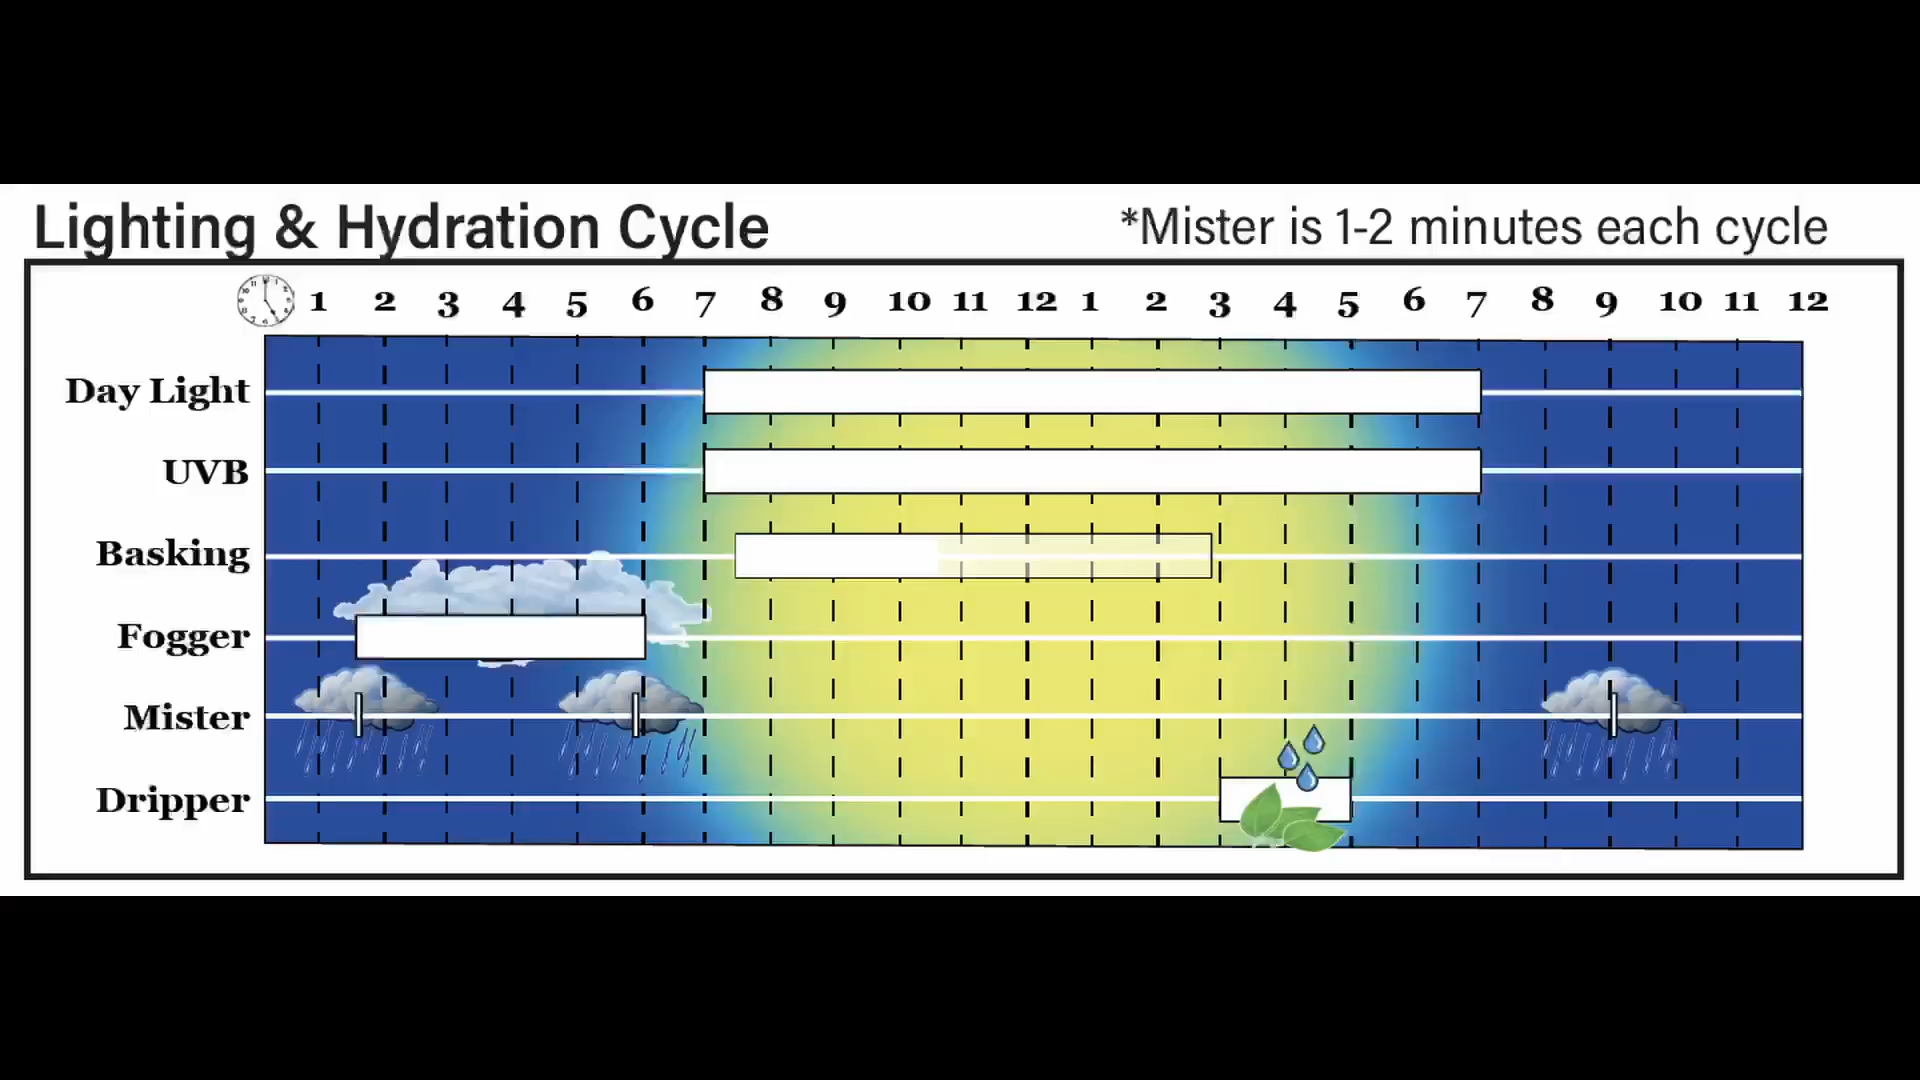 Lighting & Hydration Cycle
*Mister is 1-2 minutes each cycle
1 2 3 4 5 6 7 8 9 10 11 12 1 2 3 4 5 6 7 8 9 10 11 12
Day Light
UVB
Basking
Fogger
Mister
Dripper